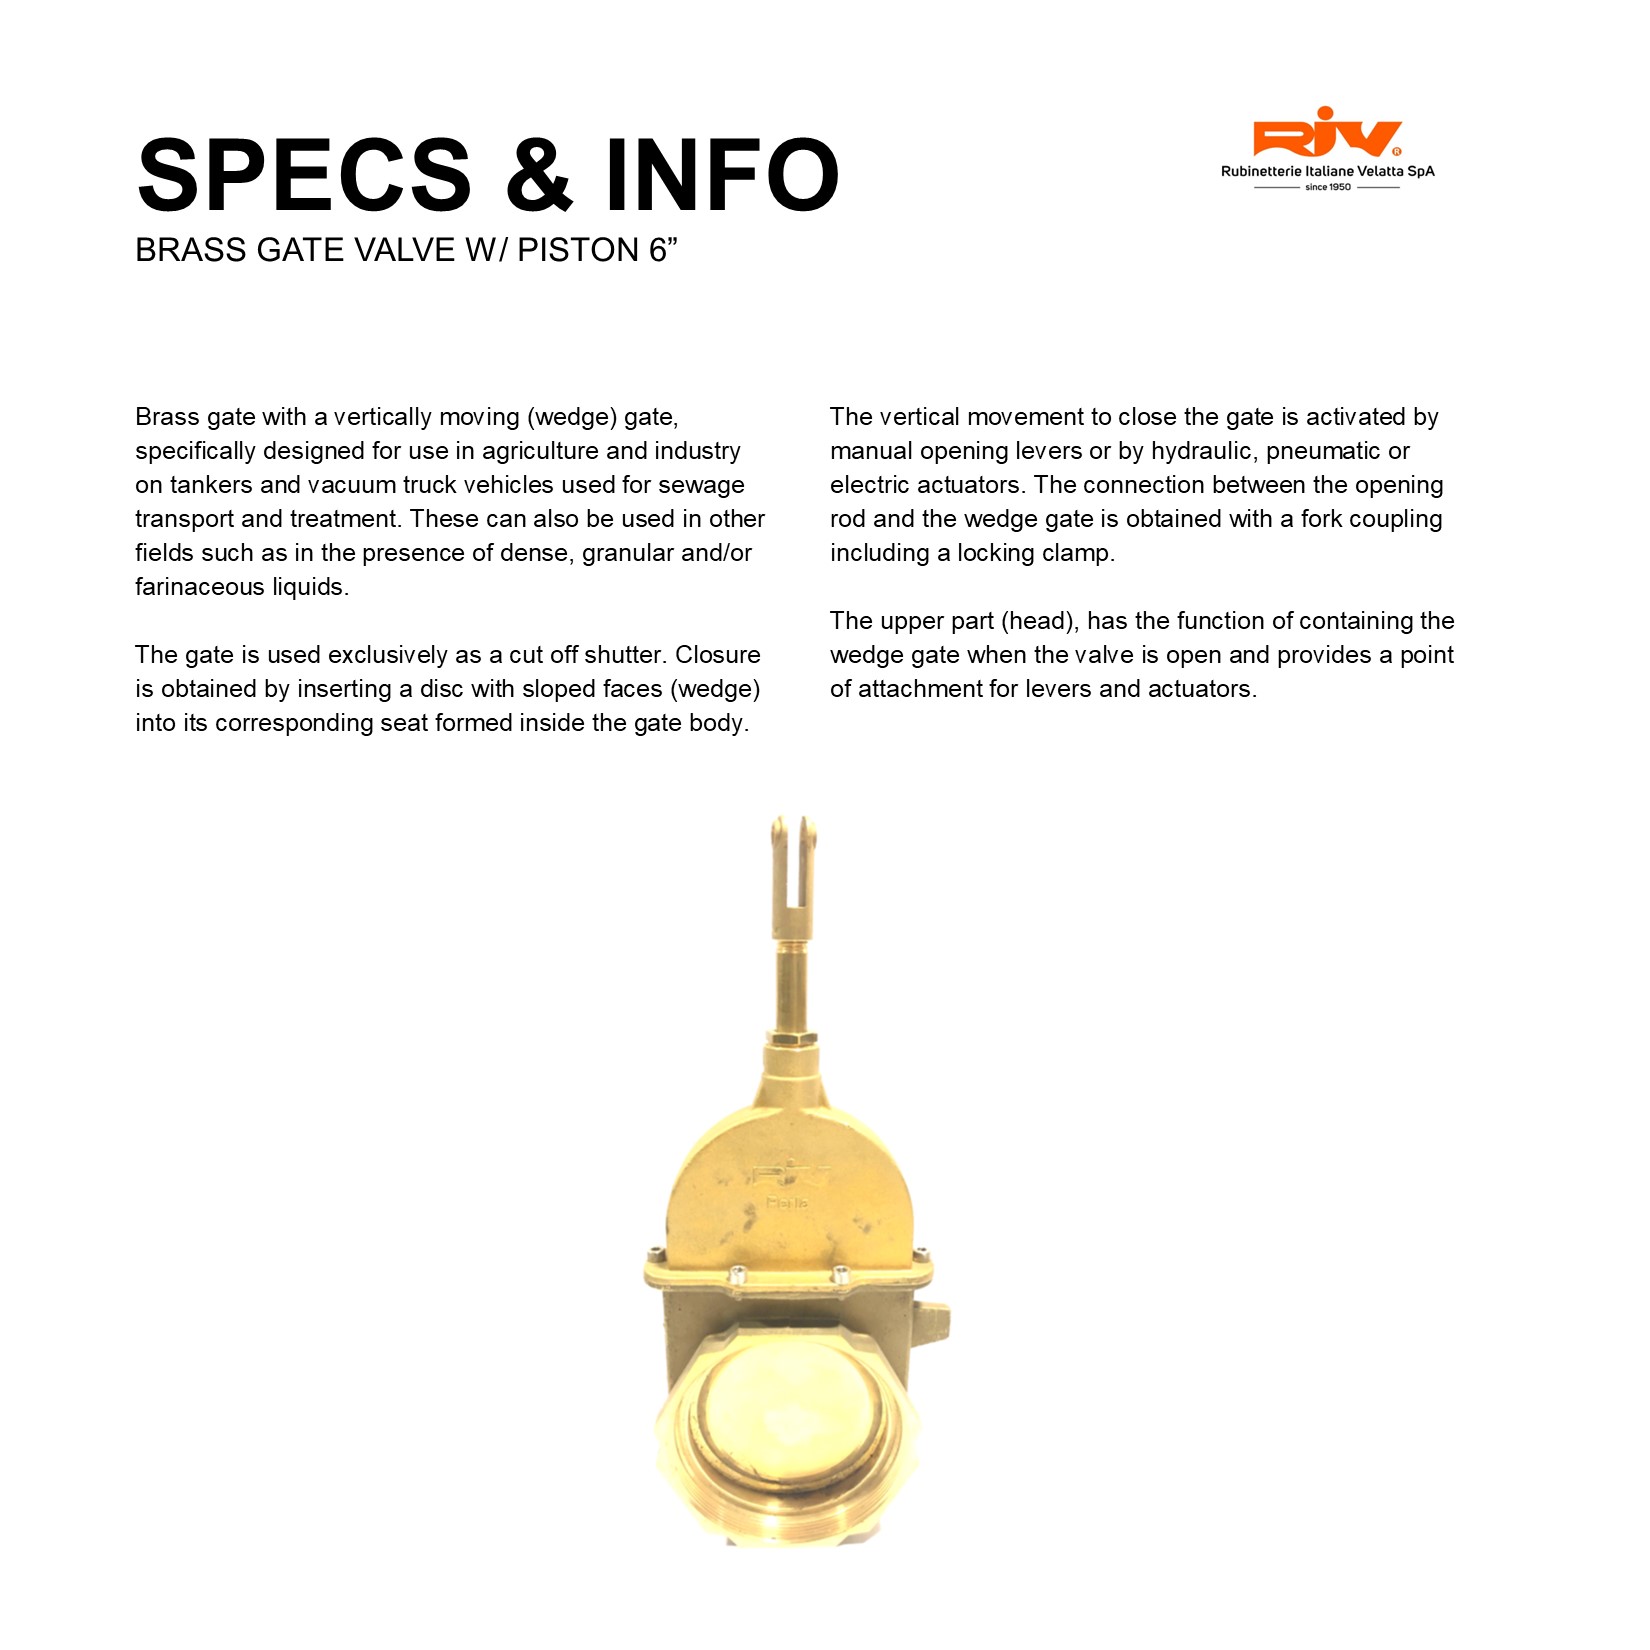 RIV®
Rubinetterie Italiane Velatta SpA
since 1950
SPECS & INFO
BRASS GATE VALVE W/ PISTON 6”
Brass gate with a vertically moving (wedge) gate,
specifically designed for use in agriculture and industry
on tankers and vacuum truck vehicles used for sewage
transport and treatment. These can also be used in other
fields such as in the presence of dense, granular and/or
farinaceous liquids.
The gate is used exclusively as a cut off shutter. Closure
is obtained by inserting a disc with sloped faces (wedge)
into its corresponding seat formed inside the gate body.
The vertical movement to close the gate is activated by
manual opening levers or by hydraulic, pneumatic or
electric actuators. The connection between the opening
rod and the wedge gate is obtained with a fork coupling
including a locking clamp.
The upper part (head), has the function of containing the
wedge gate when the valve is open and provides a point
of attachment for levers and actuators.
RIV